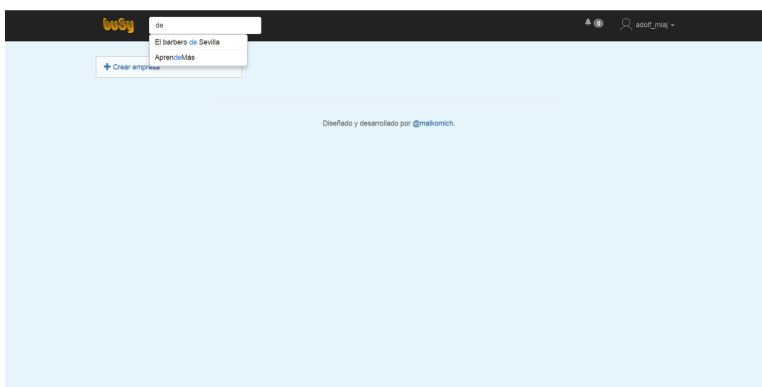 busy
de
0
adolf_miaj
El barbero de Sevilla
AprendeMás
+ Crear empresa
Diseñado y desarrollado por @malkomich.